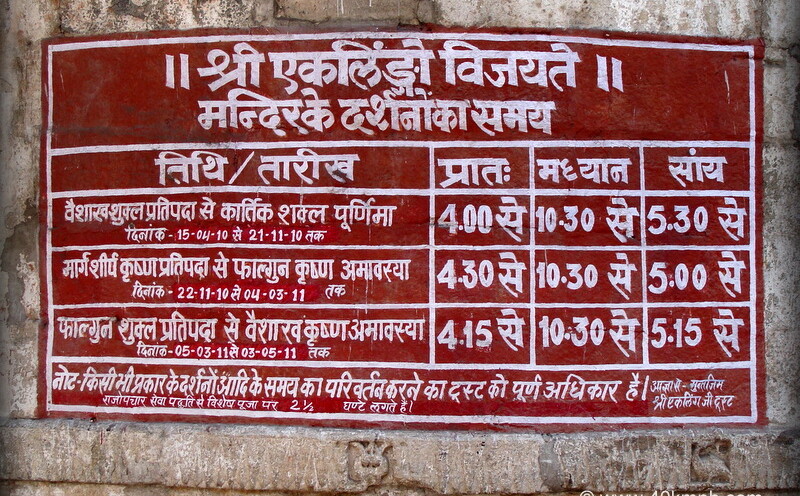 ॥ श्री एकलिंङ्गो विजयते ॥
मन्दिरके दर्शनोंका समय
तिथि / तारीख प्रातः मध्यान सांय
वैशाख शुक्ल प्रतिपदा से कार्तिक शक्ल पूर्णिमा 4.00 से 10.30 से 5.30 से
दिनांक - 15-04-10 से 21-11-10 तक
मार्गशीर्ष कृष्ण प्रतिपदा से फाल्गुन कृष्ण अमावस्या 4.30 से 10.30 से 5.00 से
दिनांक - 22-11-10 से 04-03-11 तक
फाल्गुन शुक्ल प्रतिपदा से वैशाख कृष्ण अमावस्या 4.15 से 10.30 से 5.15 से
दिनांक -05-03-11 से 03-05-11 तक
नोट-किसी भी प्रकार के दर्शनों आदि के समय का परिवर्तन करने का ट्रस्ट को पूर्ण अधिकार है। आज्ञा से - मुन्तजिम
राजोपचार सेवा पद्धति से विशेष पूजा पर 2½ घण्टे लगते है। श्री एकलिंग जी ट्रस्ट